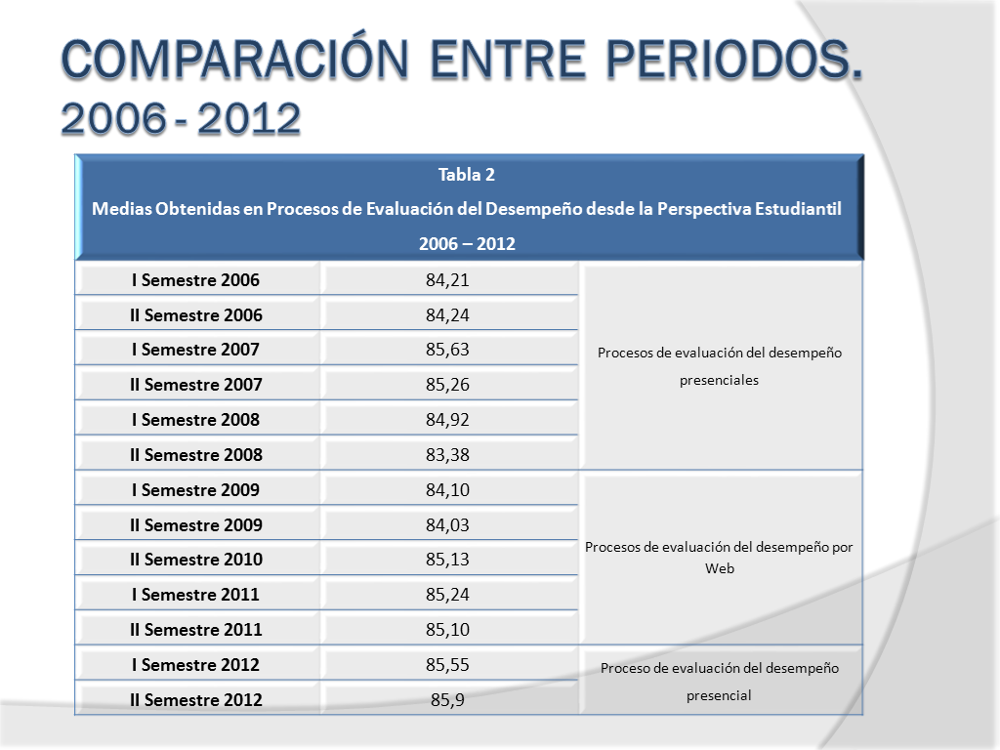 COMPARACIÓN ENTRE PERIODOS.
2006 - 2012
Tabla 2
Medias Obtenidas en Procesos de Evaluación del Desempeño desde la Perspectiva Estudiantil
2006 – 2012
I Semestre 2006 84,21
II Semestre 2006 84,24
I Semestre 2007 85,63
II Semestre 2007 85,26
I Semestre 2008 84,92
II Semestre 2008 83,38
Procesos de evaluación del desempeño
presenciales
I Semestre 2009 84,10
II Semestre 2009 84,03
II Semestre 2010 85,13
I Semestre 2011 85,24
II Semestre 2011 85,10
Procesos de evaluación del desempeño por
Web
I Semestre 2012 85,55
II Semestre 2012 85,9
Proceso de evaluación del desempeño
presencial